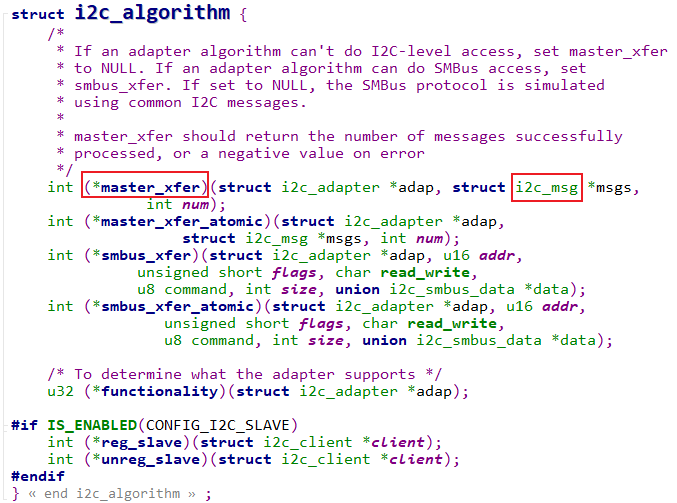 struct i2c_algorithm {
/*
* If an adapter algorithm can't do I2C-level access, set master_xfer
* to NULL. If an adapter algorithm can do SMBus access, set
* smbus_xfer. If set to NULL, the SMBus protocol is simulated
* using common I2C messages.
*
* master_xfer should return the number of messages successfully
* processed, or a negative value on error
*/
int (*master_xfer)(struct i2c_adapter *adap, struct i2c_msg *msgs,
int num);
int (*master_xfer_atomic)(struct i2c_adapter *adap,
struct i2c_msg *msgs, int num);
int (*smbus_xfer)(struct i2c_adapter *adap, u16 addr,
unsigned short flags, char read_write,
u8 command, int size, union i2c_smbus_data *data);
int (*smbus_xfer_atomic)(struct i2c_adapter *adap, u16 addr,
unsigned short flags, char read_write,
u8 command, int size, union i2c_smbus_data *data);
/* To determine what the adapter supports */
u32 (*functionality)(struct i2c_adapter *adap);
#if IS_ENABLED(CONFIG_I2C_SLAVE)
int (*reg_slave)(struct i2c_client *client);
int (*unreg_slave)(struct i2c_client *client);
#endif
} « end i2c_algorithm » ;